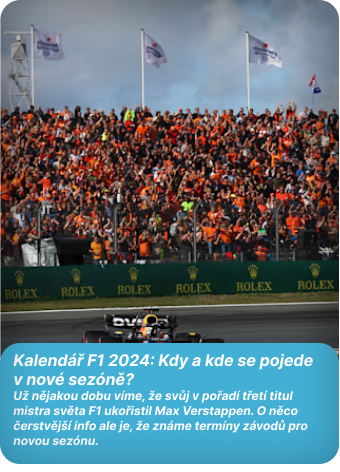 ROLEX ROLEX ROLEX ROLEX ROLEX ROLEX
Kalendář F1 2024: Kdy a kde se pojede
v nové sezóně?
Už nějakou dobu víme, že svůj v pořadí třetí titul
mistra světa F1 ukořistil Max Verstappen. O něco
čerstvější info ale je, že známe termíny závodů pro
novou sezónu.